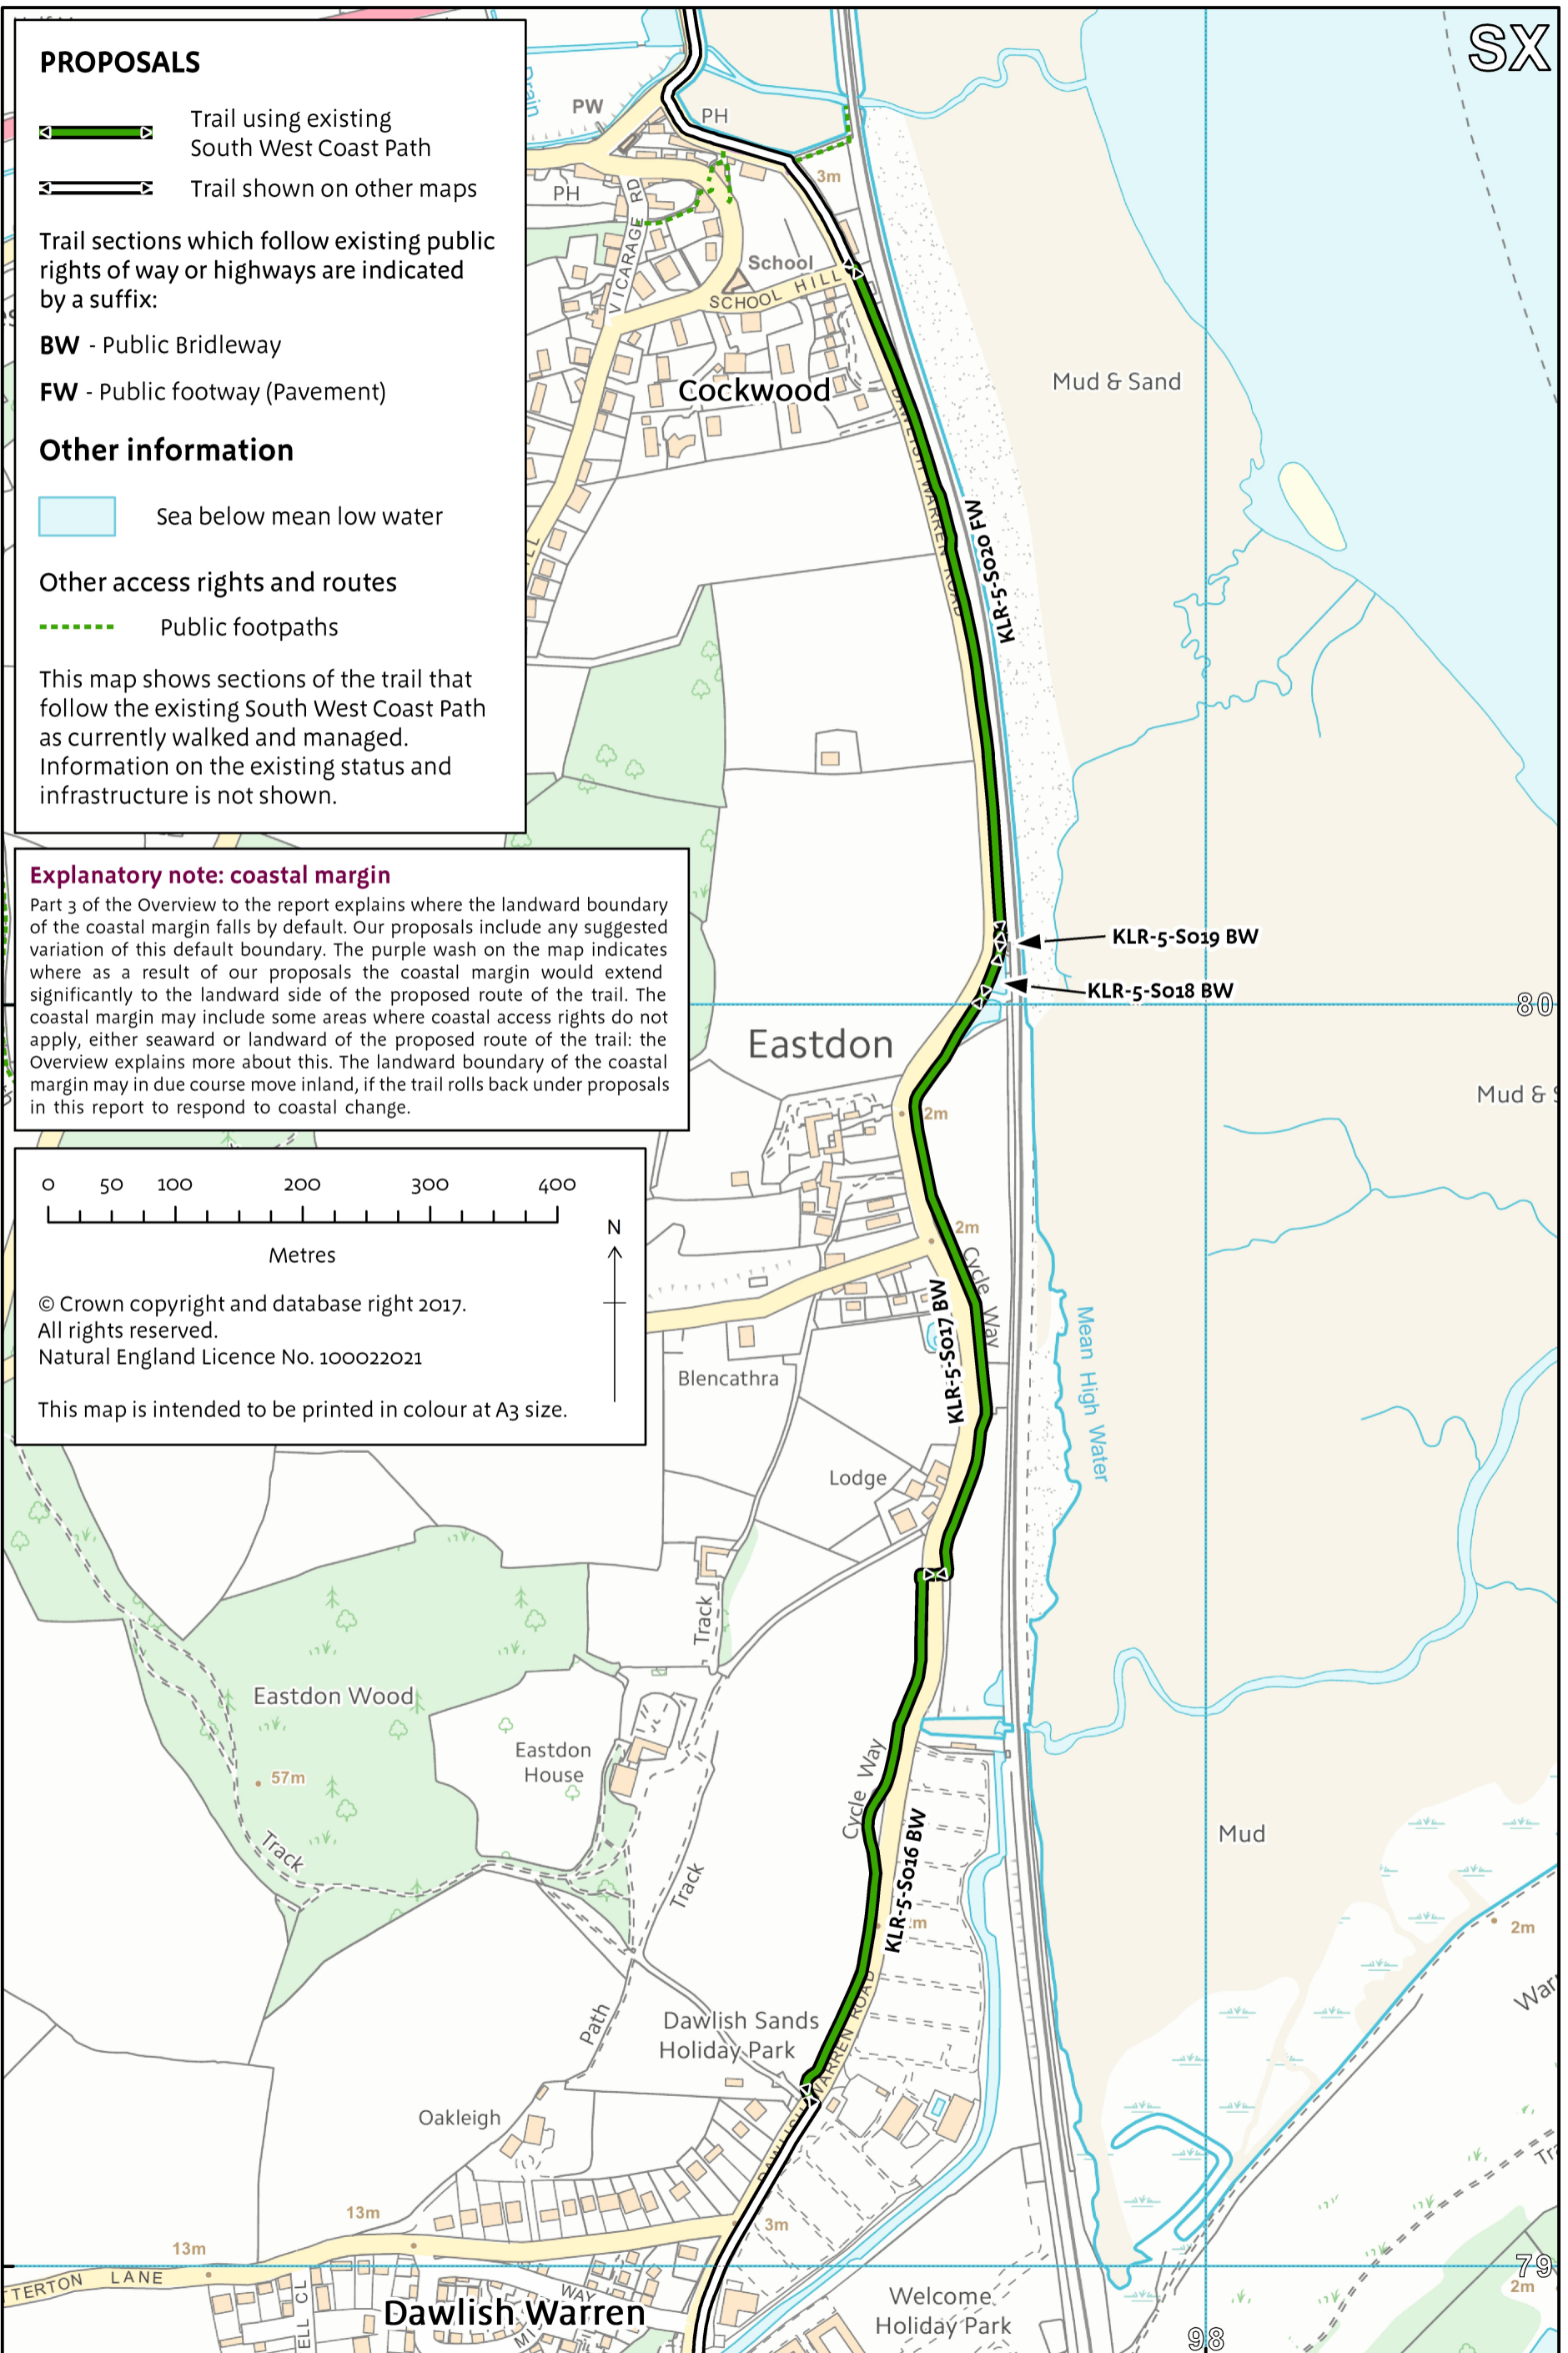 PROPOSALS
Trail using existing
South West Coast Path
Trail shown on other maps
Trail sections which follow existing public
rights of way or highways are indicated
by a suffix:
BW - Public Bridleway
FW - Public footway (Pavement)
Other information
Sea below mean low water
Other access rights and routes
Public footpaths
This map shows sections of the trail that
follow the existing South West Coast Path
as currently walked and managed.
Information on the existing status and
infrastructure is not shown.
Explanatory note: coastal margin
Part 3 of the Overview to the report explains where the landward boundary
of the coastal margin falls by default. Our proposals include any suggested
variation of this default boundary. The purple wash on the map indicates
where as a result of our proposals the coastal margin would extend
significantly to the landward side of the proposed route of the trail. The
coastal margin may include some areas where coastal access rights do not
apply, either seaward or landward of the proposed route of the trail: the
Overview explains more about this. The landward boundary of the coastal
margin may in due course move inland, if the trail rolls back under proposals
in this report to respond to coastal change.
0 50 100 200 300 400
Metres
N
© Crown copyright and database right 2017.
All rights reserved.
Natural England Licence No. 100022021
This map is intended to be printed in colour at A3 size.
SX
Drain
PW
PH
PH
3m
VICARAGE RD
School
SCHOOL HILL
Cockwood
Mud & Sand
DAWLISH WARREN ROAD
KLR-5-S020 FW
KLR-5-S019 BW
KLR-5-S018 BW
80
Eastdon
Mud & S
2m
2m
Cycle Way
KLR-5-S017 BW
Mean High Water
Blencathra
Lodge
Track
Eastdon Wood
Eastdon
House
57m
Track
Cycle Way
Mud
KLR-5-S016 BW
Track
2m
Path
Dawlish Sands
Holiday Park
DAWLISH WARREN ROAD
Oakleigh
13m
3m
13m
TTERTON LANE
79
2m
ELL CL
WAY
Dawlish Warren
Welcome
Holiday Park
98